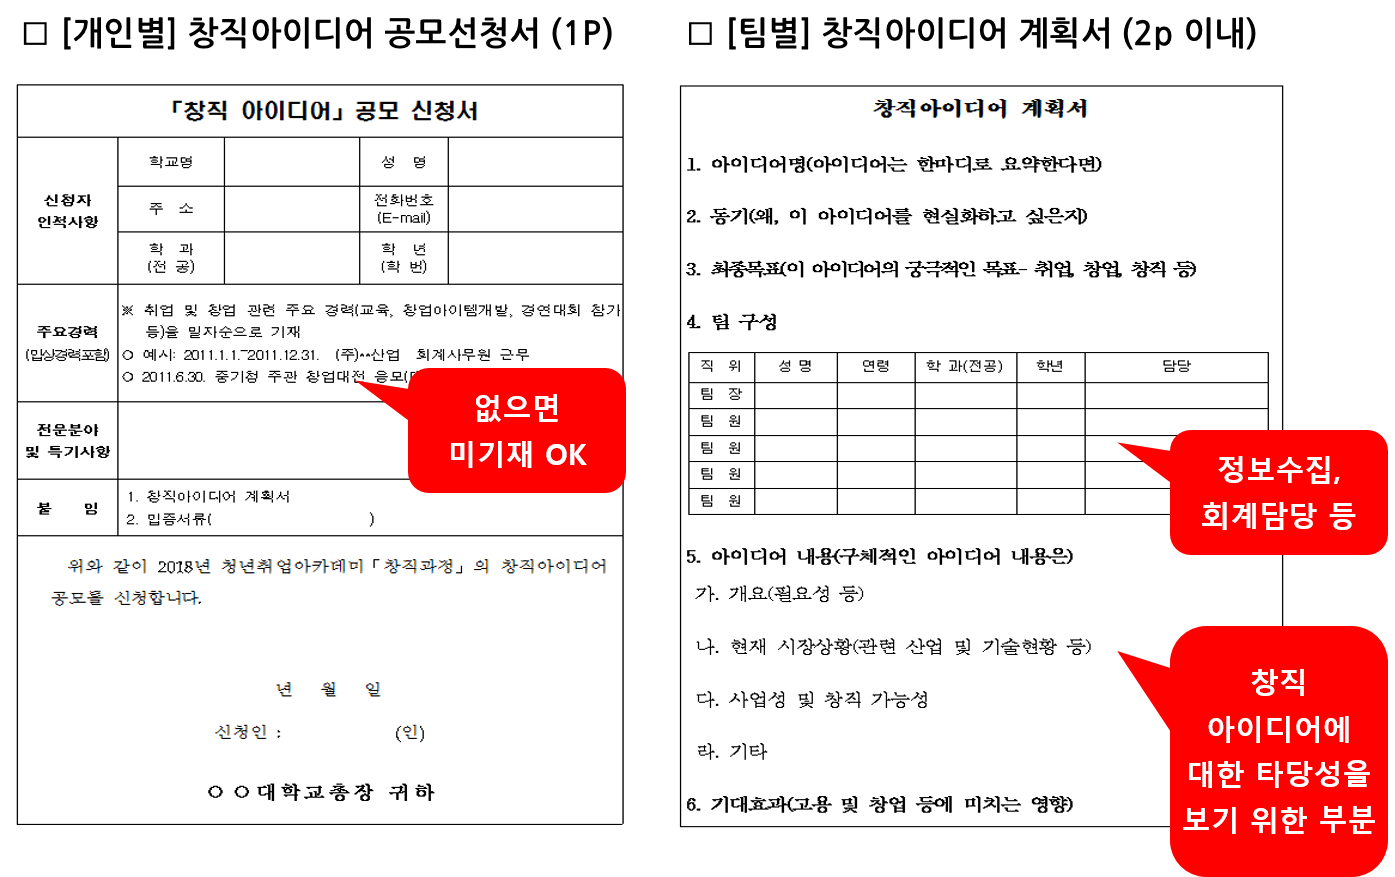 □ [개인별] 창직아이디어 공모선청서 (1P)
「창직 아이디어」 공모 신청서
신청자
인적사항
학교명
성 명
주 소
전화번호
(E-mail)
학 과
(전 공)
학 년
(학 번)
주요경력
(입상경력포함)
※ 취업 및 창업 관련 주요 경력(교육, 창업아이템개발, 경연대회 참가
등)을 일자순으로 기재
○ 예시: 2011.1.1.~2011.12.31. (주)**산업 회계사무원 근무
○ 2011.6.30. 중기청 주관 창업대전 응모(
없으면
미기재 OK
전문분야
및 특기사항
붙 임
1. 창직아이디어 계획서
2. 입증서류( )
위와 같이 2018년 청년취업아카데미「창직과정」의 창직아이디어
공모를 신청합니다.
년 월 일
신청인 : (인)
○○대학교총장 귀하
□ [팀별] 창직아이디어 계획서 (2p 이내)
창직아이디어 계획서
1. 아이디어명(아이디어는 한마디로 요약한다면)
2. 동기(왜, 이 아이디어를 현실화하고 싶은지)
3. 최종목표(이 아이디어의 궁극적인 목표- 취업, 창업, 창직 등)
4. 팀 구성
직 위 성 명 연령 학 과(전공) 학년 담당
팀 장
팀 원
팀 원
팀 원
팀 원
정보수집,
회계담당 등
5. 아이디어 내용(구체적인 아이디어 내용은)
가. 개요(필요성 등)
나. 현재 시장상황(관련 산업 및 기술현황 등)
다. 사업성 및 창직 가능성
라. 기타
6. 기대효과(고용 및 창업 등에 미치는 영향)
창직
아이디어에
대한 타당성을
보기 위한 부분